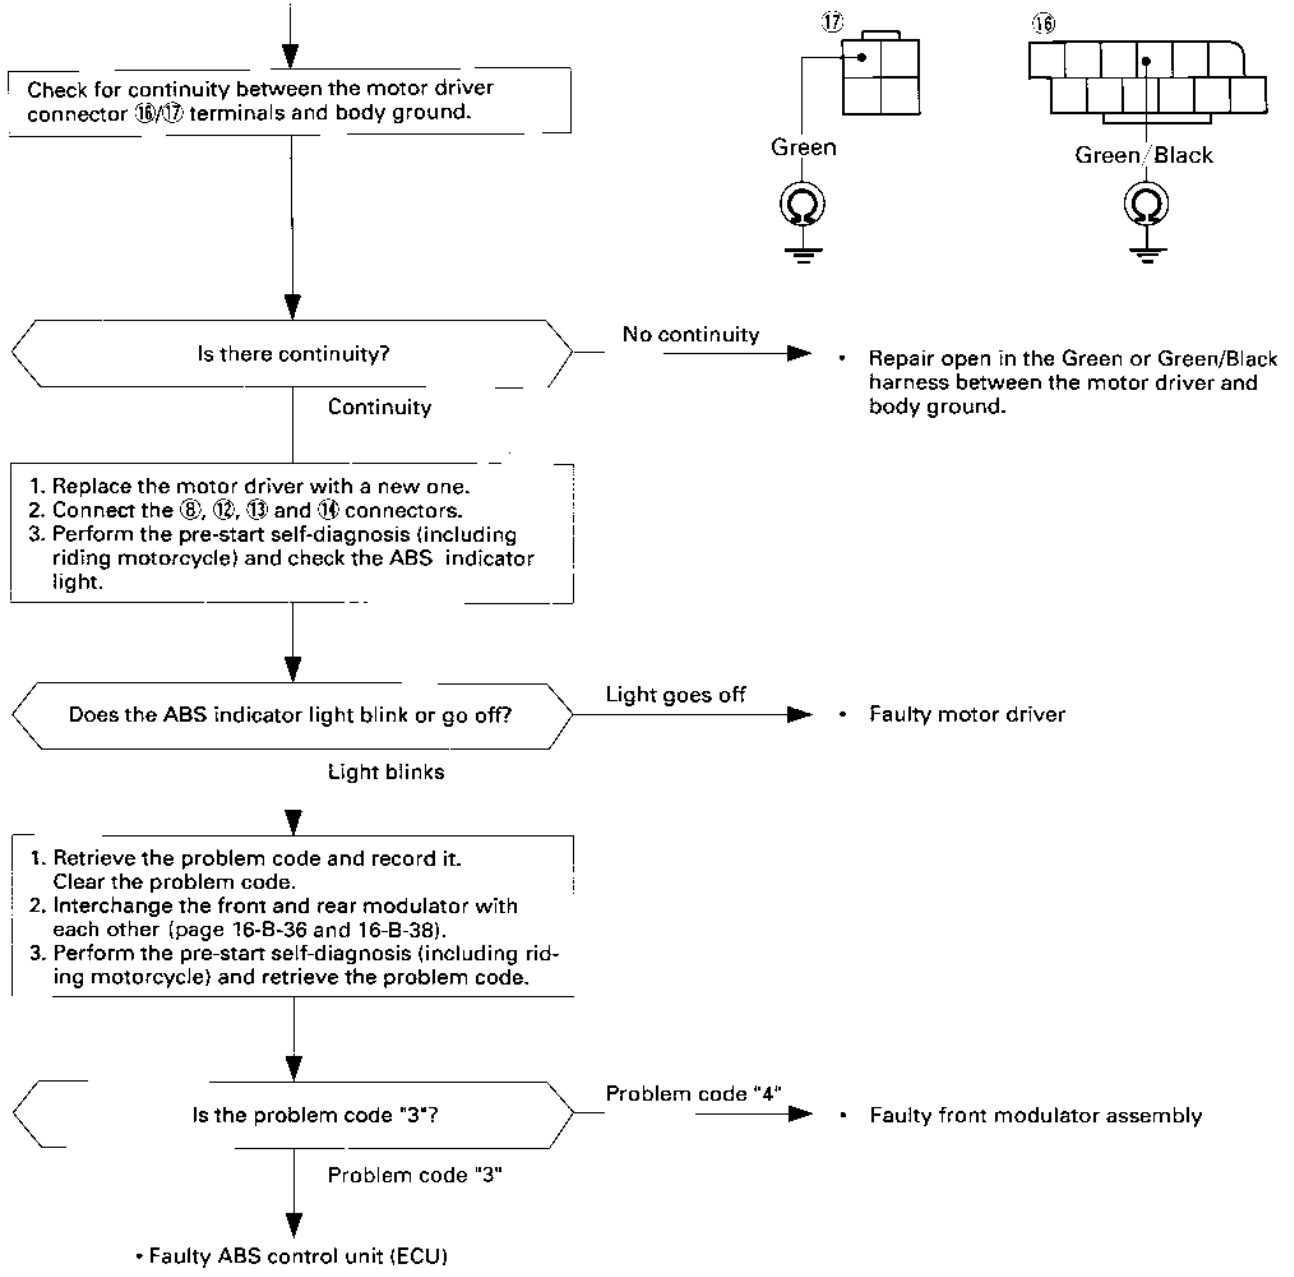 ⑰
⑯
Check for continuity between the motor driver
connector ⑯/⑰ terminals and body ground.
Green
Green/Black
Ω
Ω
Is there continuity?
No continuity
• Repair open in the Green or Green/Black
harness between the motor driver and
body ground.
Continuity
1. Replace the motor driver with a new one.
2. Connect the ⑧, ⑫, ⑬ and ⑭ connectors.
3. Perform the pre-start self-diagnosis (including
riding motorcycle) and check the ABS indicator
light.
Does the ABS indicator light blink or go off?
Light goes off
• Faulty motor driver
Light blinks
1. Retrieve the problem code and record it.
Clear the problem code.
2. Interchange the front and rear modulator with
each other (page 16-B-36 and 16-B-38).
3. Perform the pre-start self-diagnosis (including rid-
ing motorcycle) and retrieve the problem code.
Is the problem code "3"?
Problem code "4"
• Faulty front modulator assembly
Problem code "3"
• Faulty ABS control unit (ECU)